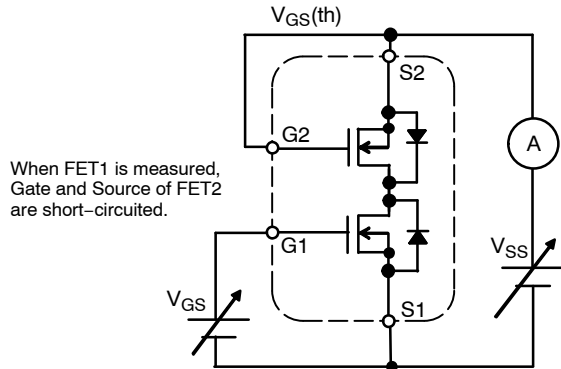 VGS(th)
S2
G2
A
When FET1 is measured,
Gate and Source of FET2
are short−circuited.
G1
VSS
VGS
S1